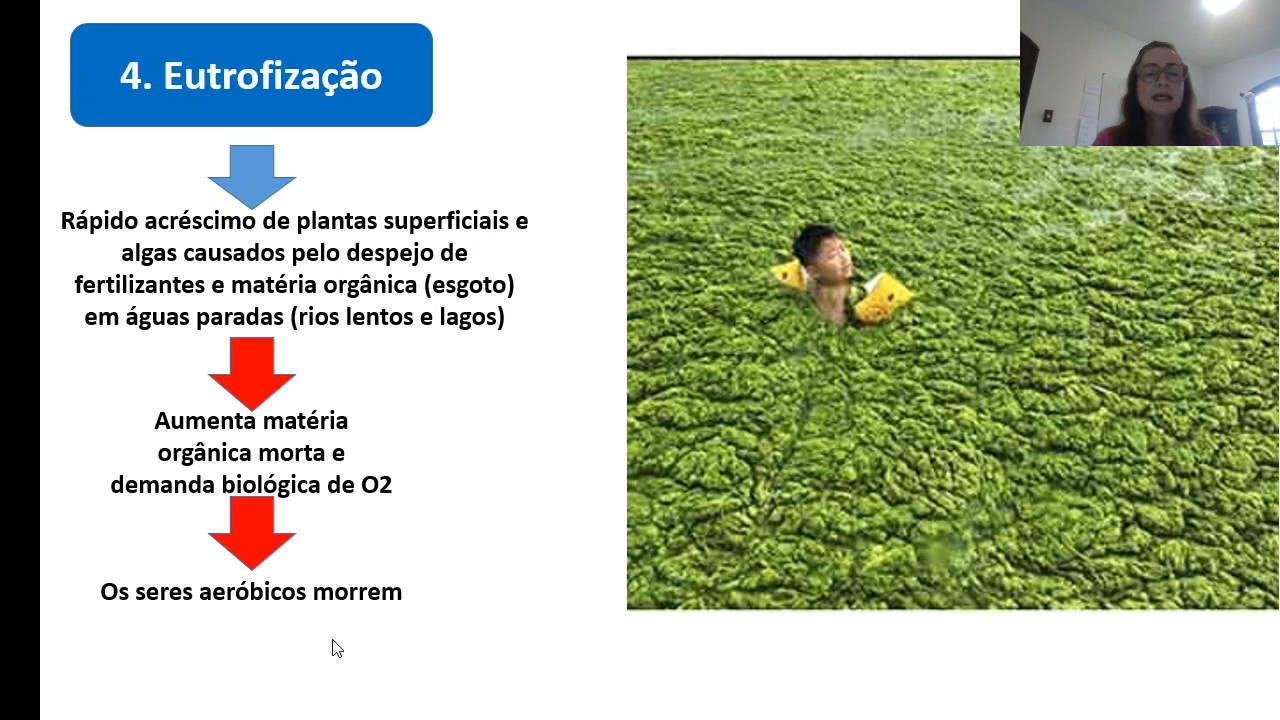 4. Eutrofização
Rápido acréscimo de plantas superficiais e
algas causados pelo despejo de
fertilizantes e matéria orgânica (esgoto)
em águas paradas (rios lentos e lagos)
Aumenta matéria
orgânica morta e
demanda biológica de O2
Os seres aeróbicos morrem